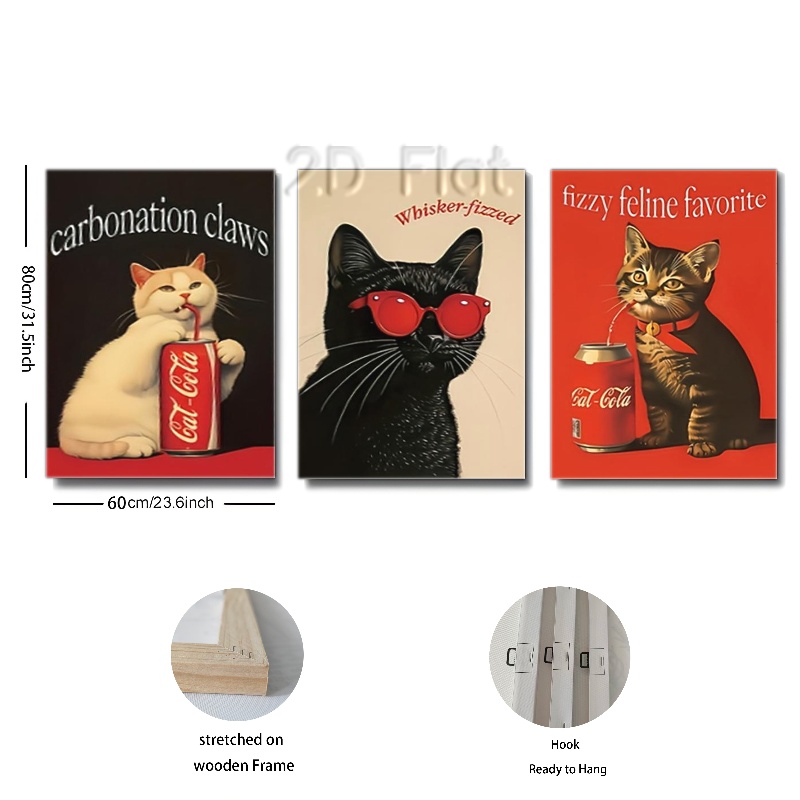 2D Flat
carbonation claws
Whisker-fizzed
fizzy feline favorite
Cat-Cola
Cat-Cola
80cm/31.5inch
60cm/23.6inch
stretched on
wooden Frame
Hook
Ready to Hang